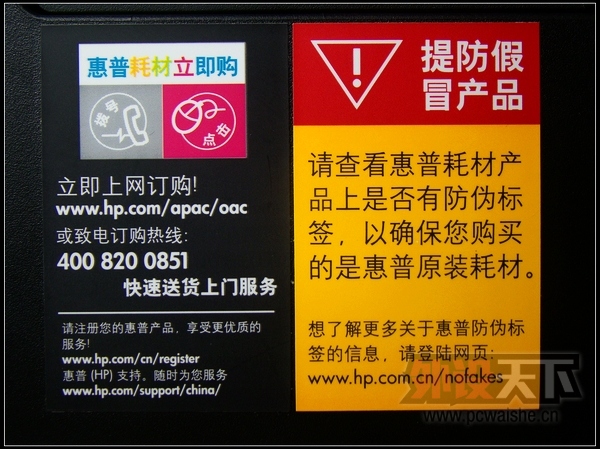 惠普耗材立即购
拨号
点击
立即上网订购!
www.hp.com/apac/oac
或致电订购热线:
400 820 0851
快速送货上门服务
请注册您的惠普产品，享受更优质的
服务!
www.hp.com/cn/register
惠普 (HP) 支持。随时为您服务
www.hp.com/support/china/
提防假
冒产品
!
请查看惠普耗材产
品上是否有防伪标
签，以确保您购买
的是惠普原装耗材。
想了解更多关于惠普防伪标
签的信息，请登陆网页:
www.hp.com.cn/nofakes
外设天下
www.pcwaishe.cn